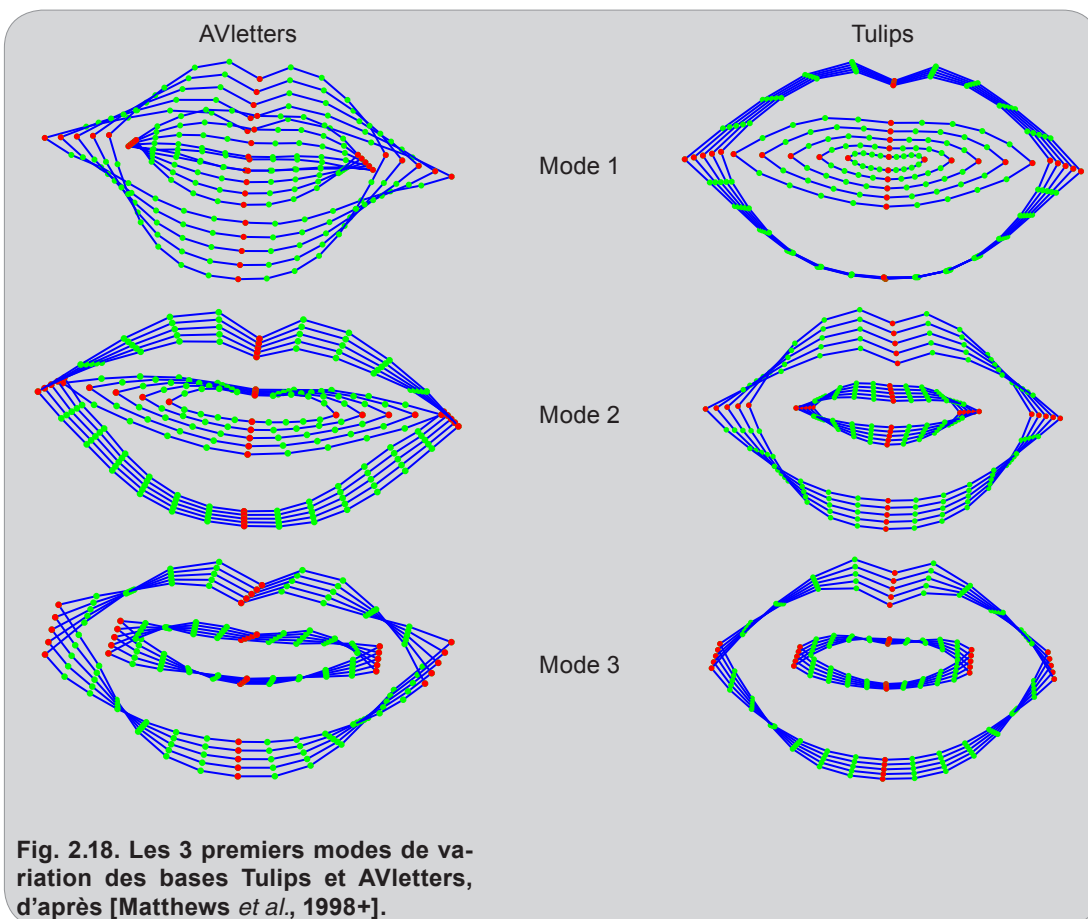 AVletters
Tulips
Mode 1
Mode 2
Mode 3
Fig. 2.18. Les 3 premiers modes de va-
riation des bases Tulips et AVletters,
d'après [Matthews et al., 1998+].